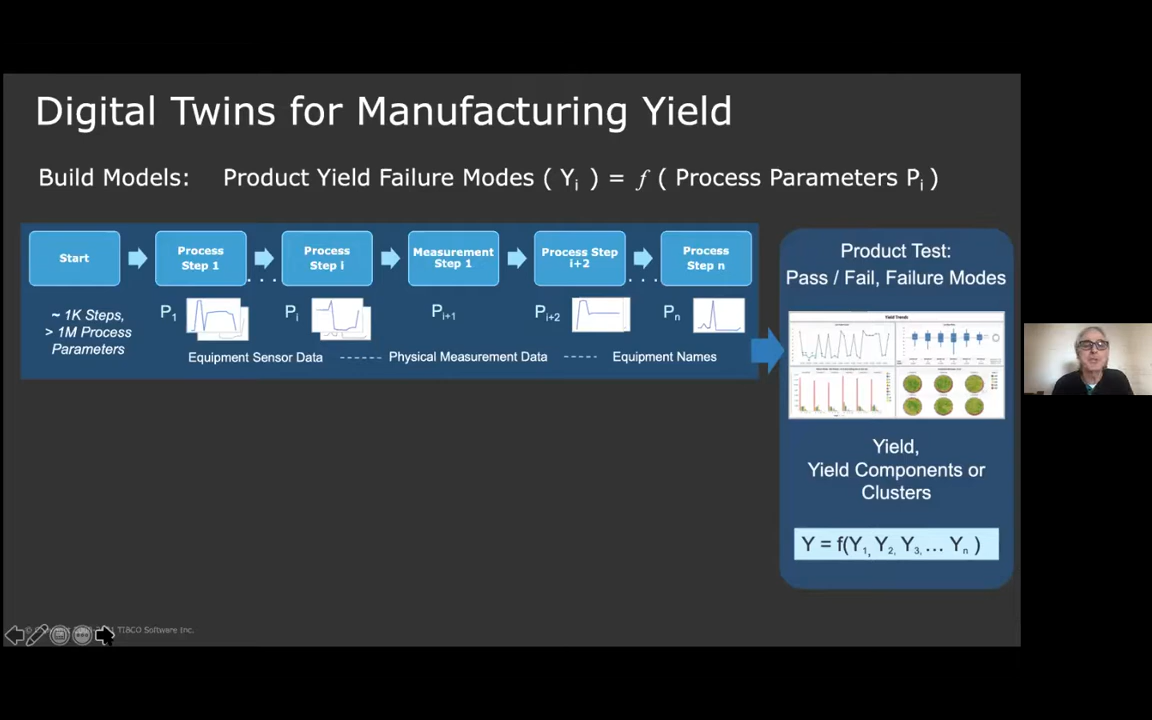 Digital Twins for Manufacturing Yield
Build Models: Product Yield Failure Modes ( Yi ) = f ( Process Parameters Pi )
Start
Process
Step 1
. . .
Process
Step i
Measurement
Step 1
Process Step
i+2
. . .
Process
Step n
~ 1K Steps,
> 1M Process
Parameters
P1
Pi
Pi+1
Pi+2
Pn
Equipment Sensor Data ----- Physical Measurement Data ----- Equipment Names
Product Test:
Pass / Fail, Failure Modes
Yield Trends
Yield,
Yield Components or
Clusters
Y = f(Y1, Y2, Y3, ... Yn )
TIBCO Software Inc.